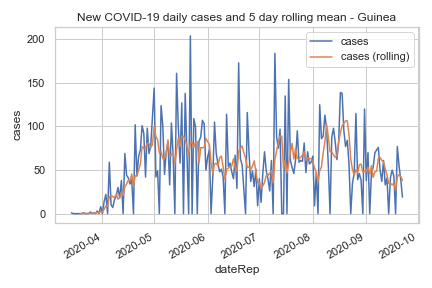 New COVID-19 daily cases and 5 day rolling mean - Guinea
cases
cases (rolling)
200
150
100
50
0
cases
2020-04
2020-05
2020-06
2020-07
2020-08
2020-09
2020-10
dateRep